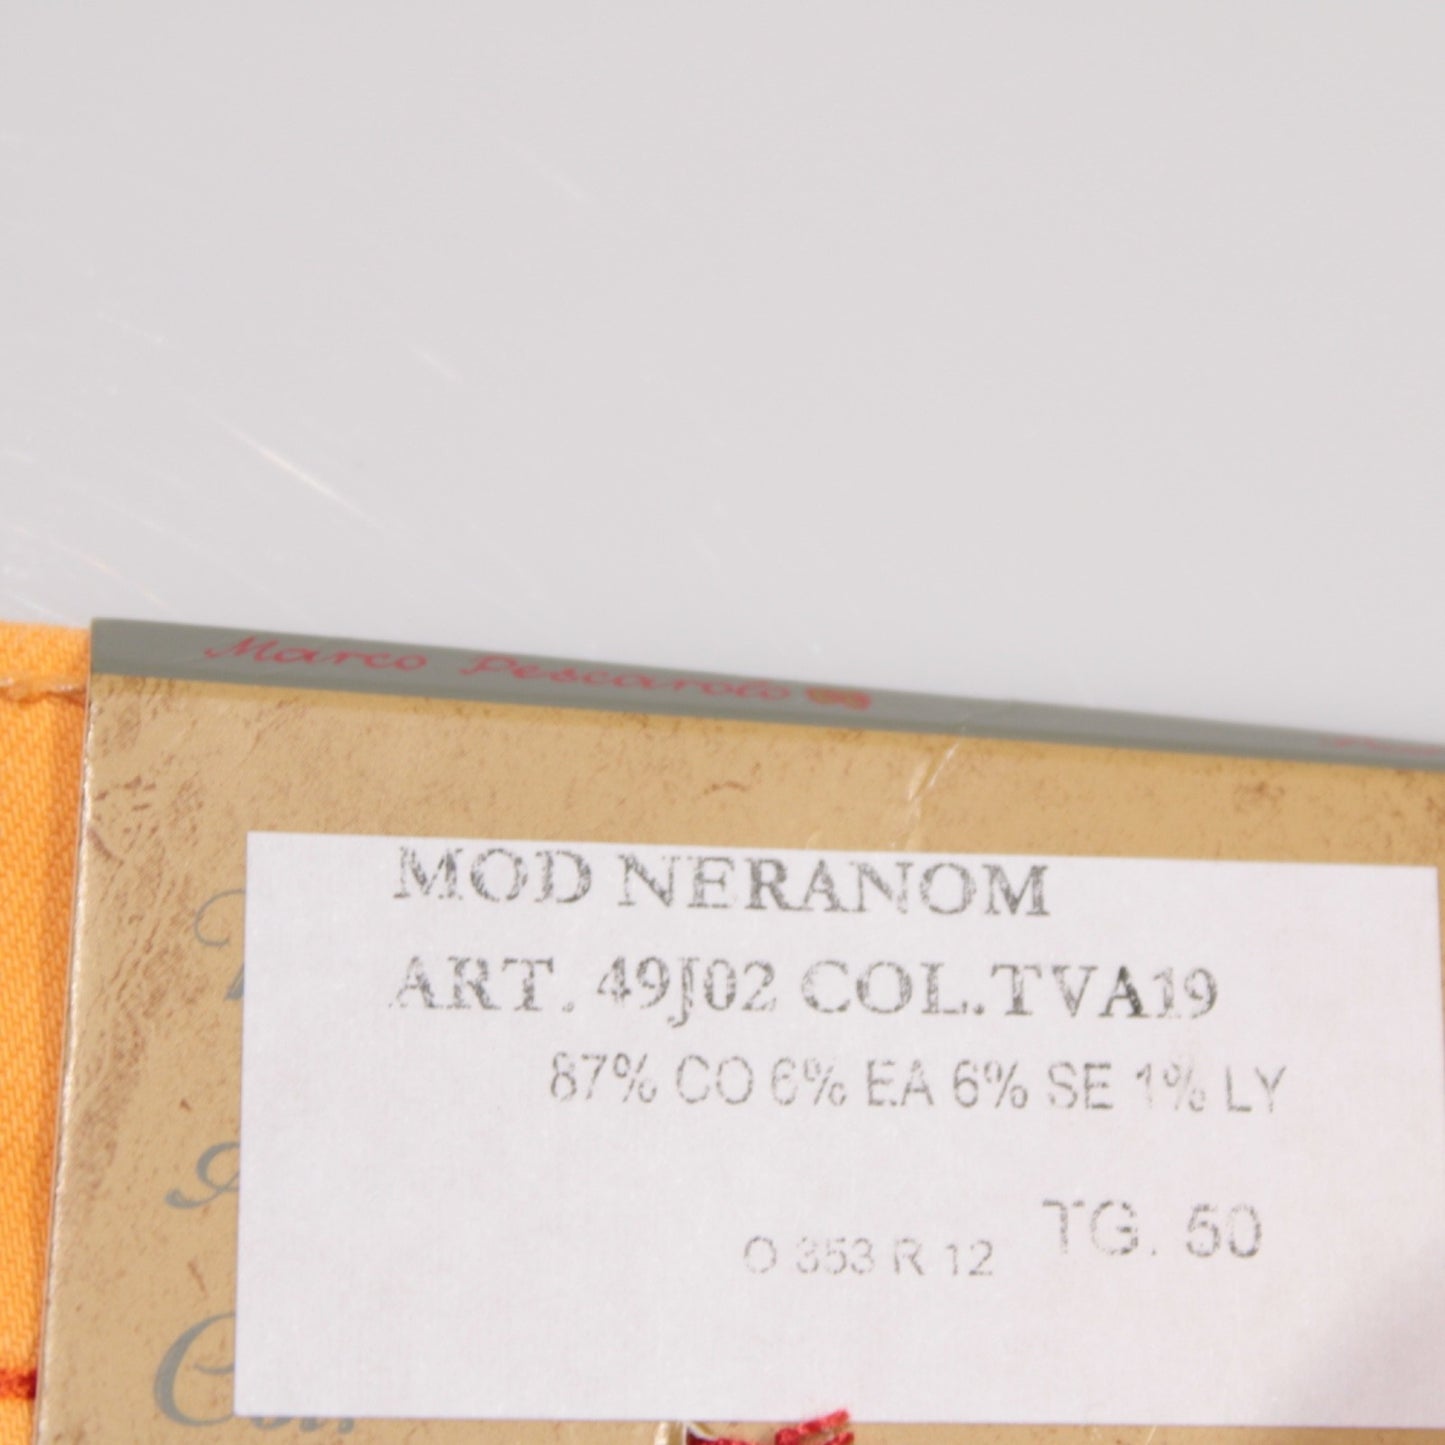 Marco Pescarolo
MOD NERANOM
ART. 49J02 COL.TVA19
87% CO 6% EA 6% SE 1% LY
TG. 50
O 353 R 12
Col.